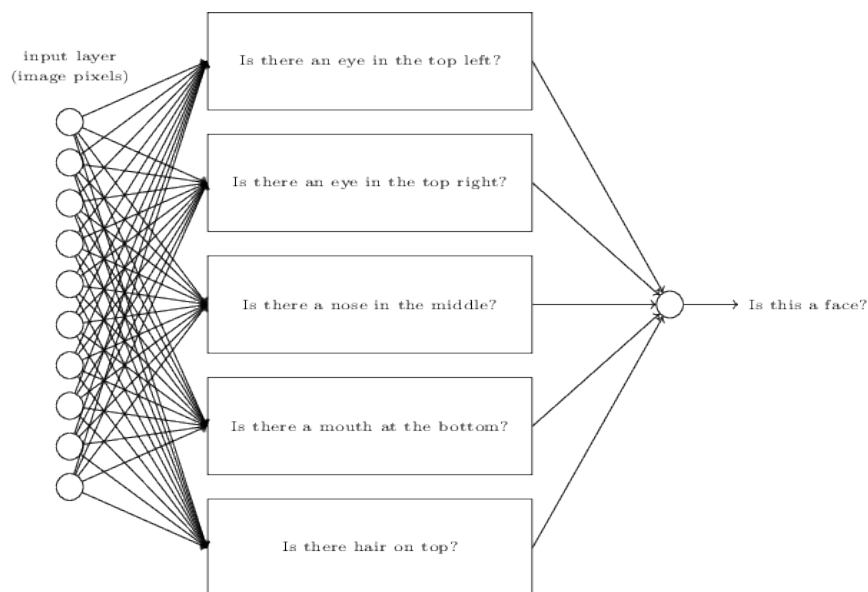 input layer
(image pixels)
Is there an eye in the top left?
Is there an eye in the top right?
Is there a nose in the middle?
Is there a mouth at the bottom?
Is there hair on top?
Is this a face?